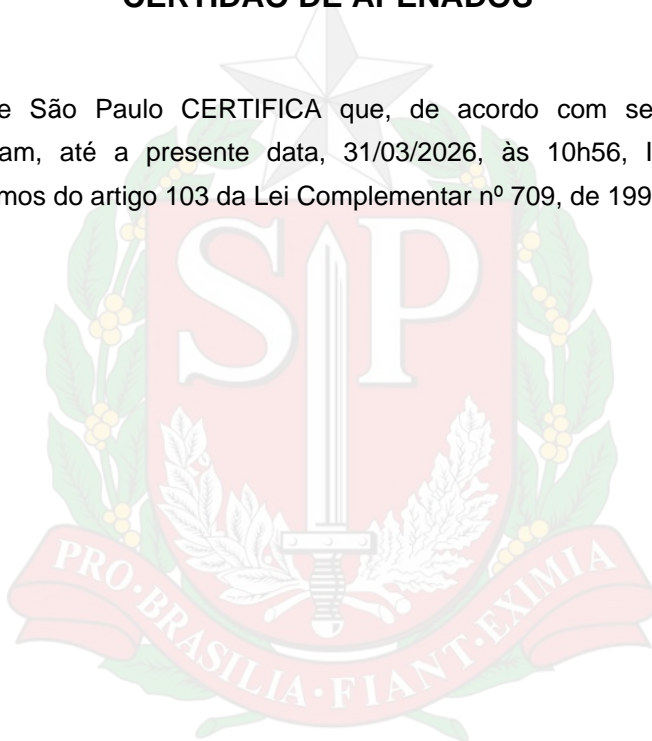 CERTIDÃO DE APENADOS
e São Paulo CERTIFICA que, de acordo com se
am, até a presente data, 31/03/2026, às 10h56, I
mos do artigo 103 da Lei Complementar nº 709, de 199
SP
PRO·BRASILIA·FIANT·EXIMIA